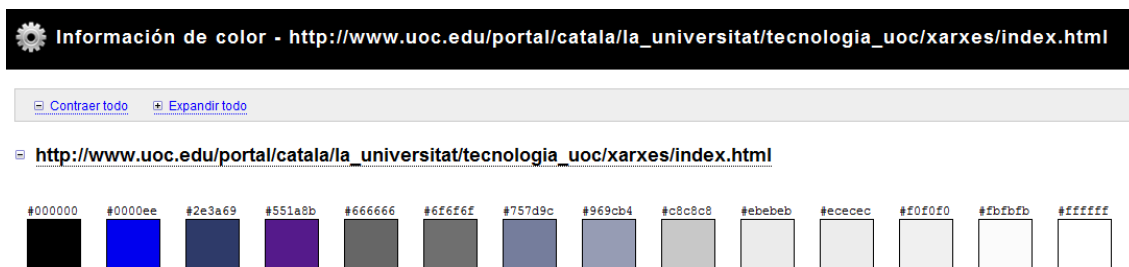 Información de color - http://www.uoc.edu/portal/catala/la_universitat/tecnologia_uoc/xarxes/index.html
Contraer todo Expandir todo
http://www.uoc.edu/portal/catala/la_universitat/tecnologia_uoc/xarxes/index.html
#000000 #0000ee #2e3a69 #551a8b #666666 #6f6f6f #757d9c #969cb4 #c8c8c8 #ebebeb #ececec #f0f0f0 #fbfbfb #ffffff